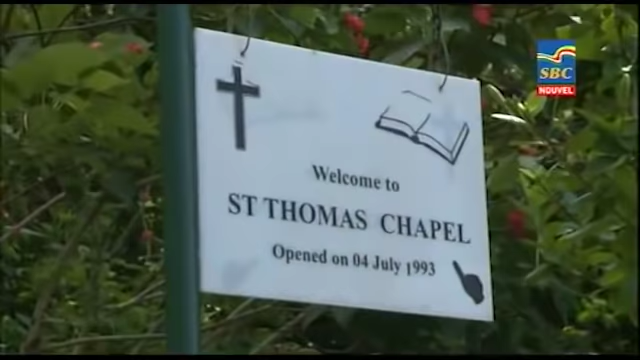 SBC
NOUVEL
Welcome to
ST THOMAS CHAPEL
Opened on 04 July 1993